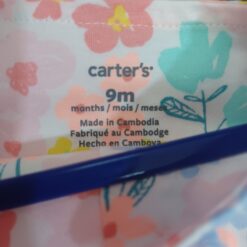 carter's®
9m
months / mois / meses
Made in Cambodia
Fabriqué au Cambodge
Hecho en Camboya